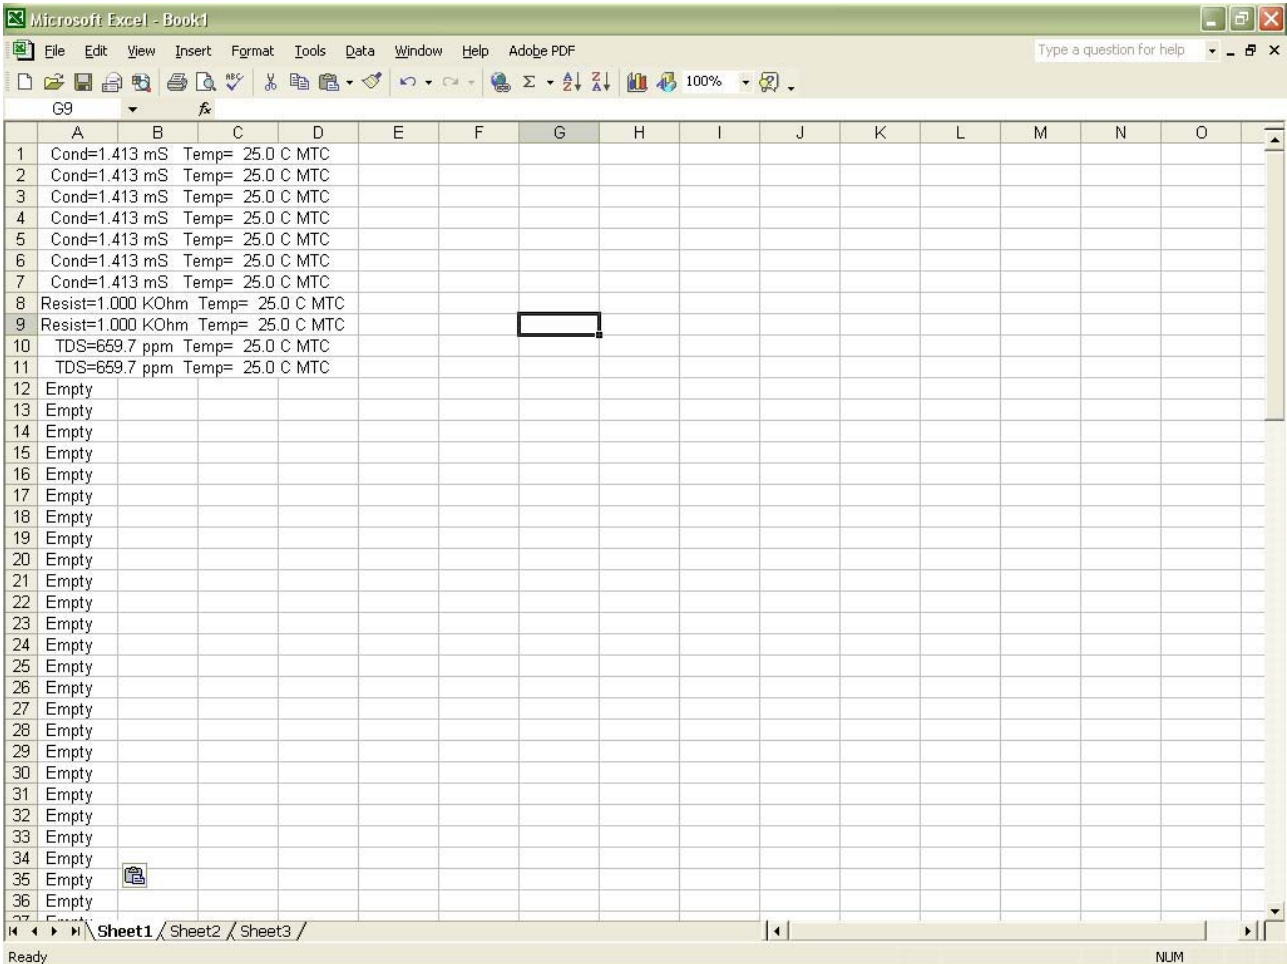 Microsoft Excel - Book1
File Edit View Insert Format Tools Data Window Help Adobe PDF Type a question for help
100%
G9 fx
A B C D E F G H I J K L M N O
1 Cond=1.413 mS Temp= 25.0 C MTC
2 Cond=1.413 mS Temp= 25.0 C MTC
3 Cond=1.413 mS Temp= 25.0 C MTC
4 Cond=1.413 mS Temp= 25.0 C MTC
5 Cond=1.413 mS Temp= 25.0 C MTC
6 Cond=1.413 mS Temp= 25.0 C MTC
7 Cond=1.413 mS Temp= 25.0 C MTC
8 Resist=1.000 KOhm Temp= 25.0 C MTC
9 Resist=1.000 KOhm Temp= 25.0 C MTC
10 TDS=659.7 ppm Temp= 25.0 C MTC
11 TDS=659.7 ppm Temp= 25.0 C MTC
12 Empty
13 Empty
14 Empty
15 Empty
16 Empty
17 Empty
18 Empty
19 Empty
20 Empty
21 Empty
22 Empty
23 Empty
24 Empty
25 Empty
26 Empty
27 Empty
28 Empty
29 Empty
30 Empty
31 Empty
32 Empty
33 Empty
34 Empty
35 Empty
36 Empty
Sheet1 Sheet2 Sheet3
Ready NUM